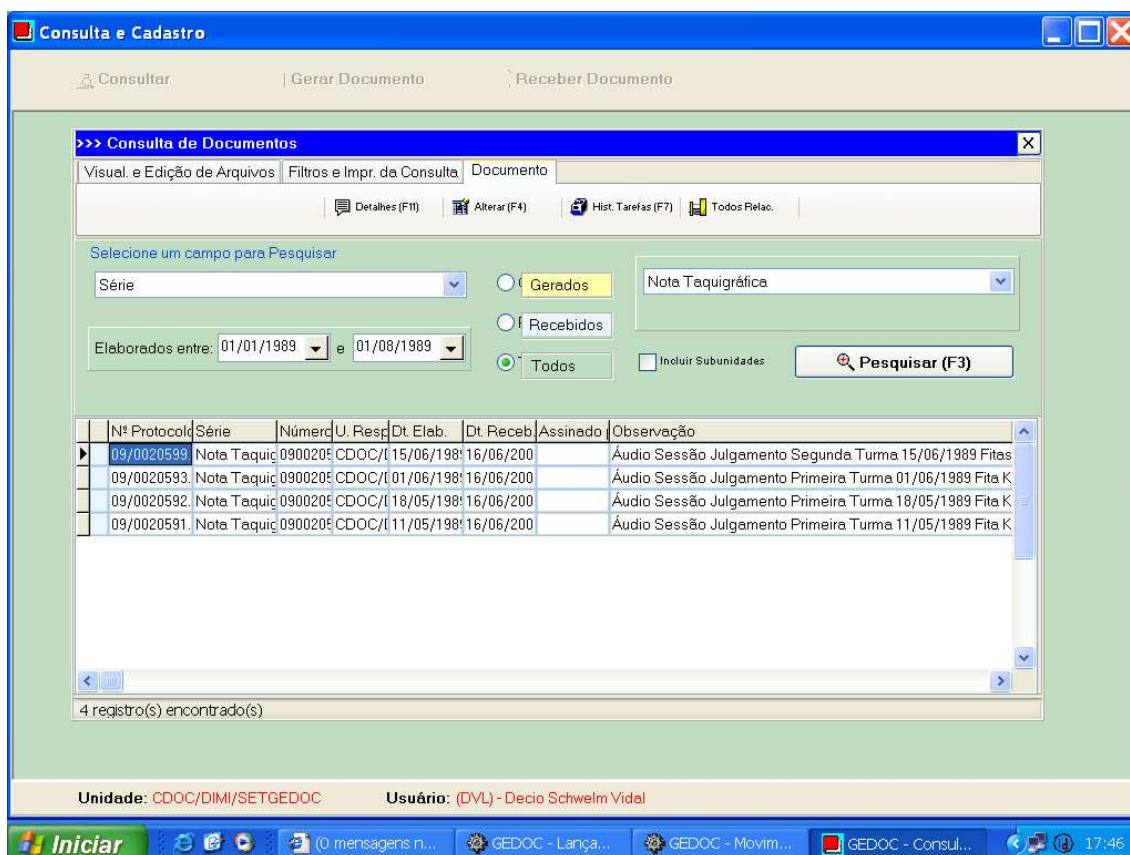 Consulta e Cadastro
Consultar Gerar Documento Receber Documento
>>> Consulta de Documentos
Visual. e Edição de Arquivos Filtros e Impr. da Consulta Documento
Detalhes (F11) Alterar (F4) Hist. Tarefas (F7) Todos Relac.
Selecione um campo para Pesquisar
Série Gerados Nota Taquigráfica
Recebidos
Elaborados entre: 01/01/1989 e 01/08/1989
Todos Incluir Subunidades Pesquisar (F3)
Nº Protocolo Série Número U. Resp Dt. Elab. Dt. Receb. Assinado Observação
09/0020599. Nota Taquig 090020 CDOC/ 15/06/198 16/06/200 Áudio Sessão Julgamento Segunda Turma 15/06/1989 Fitas
09/0020593. Nota Taquig 090020 CDOC/ 01/06/198 16/06/200 Áudio Sessão Julgamento Primeira Turma 01/06/1989 Fita K
09/0020592. Nota Taquig 090020 CDOC/ 18/05/198 16/06/200 Áudio Sessão Julgamento Primeira Turma 18/05/1989 Fita K
09/0020591. Nota Taquig 090020 CDOC/ 11/05/198 16/06/200 Áudio Sessão Julgamento Primeira Turma 11/05/1989 Fita K
4 registro(s) encontrado(s)
Unidade: CDOC/DIMI/SETGEDOC Usuário: (DVL) - Decio Schwelm Vidal
Iniciar (0 mensagens n... GEDOC - Lança... GEDOC - Movim... GEDOC - Consul... 17:46